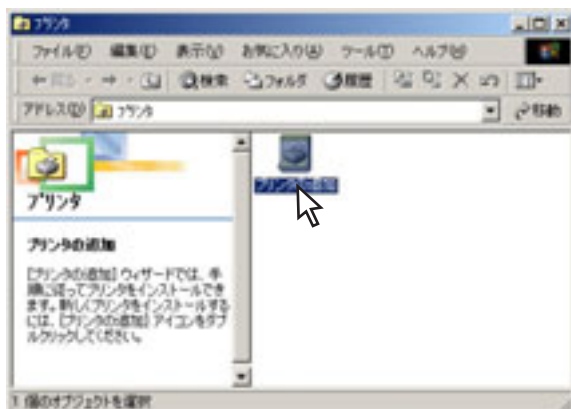 プリンタ
ファイル(F) 編集(E) 表示(V) お気に入り(A) ツール(T) ヘルプ(H)
戻る 検索 フォルダ 履歴
アドレス(D) プリンタ 移動
プリンタ
プリンタの追加
プリンタの追加
[プリンタの追加] ウィザードでは、手
順に従ってプリンタをインストールでき
ます。新しくプリンタをインストールする
には、[プリンタの追加] アイコンをダブ
ルクリックしてください。
1 個のオブジェクトを選択